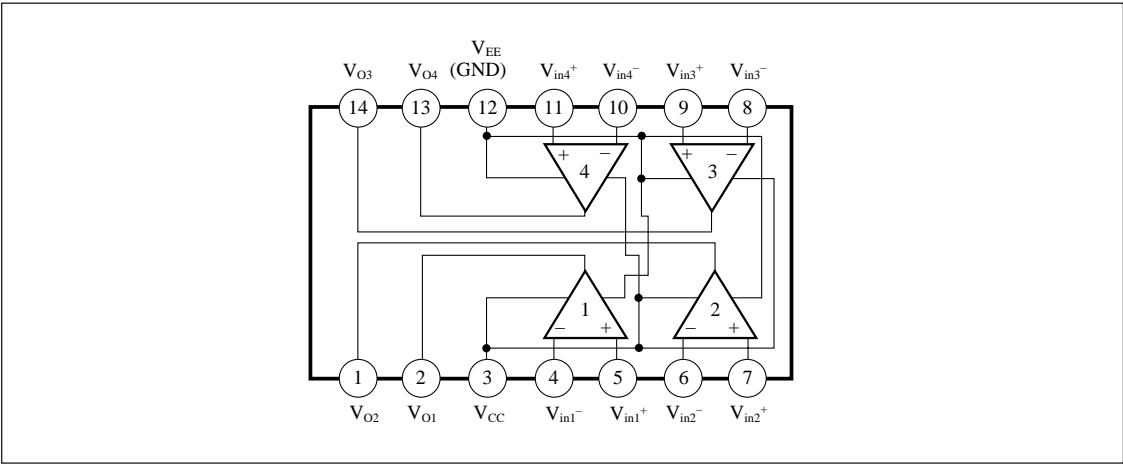 V_EE
V_O3 V_O4 (GND) V_in4⁺ V_in4⁻ V_in3⁺ V_in3⁻
14 13 12 11 10 9 8
+ − + −
4 3
1 2
− + − +
1 2 3 4 5 6 7
V_O2 V_O1 V_CC V_in1⁻ V_in1⁺ V_in2⁻ V_in2⁺